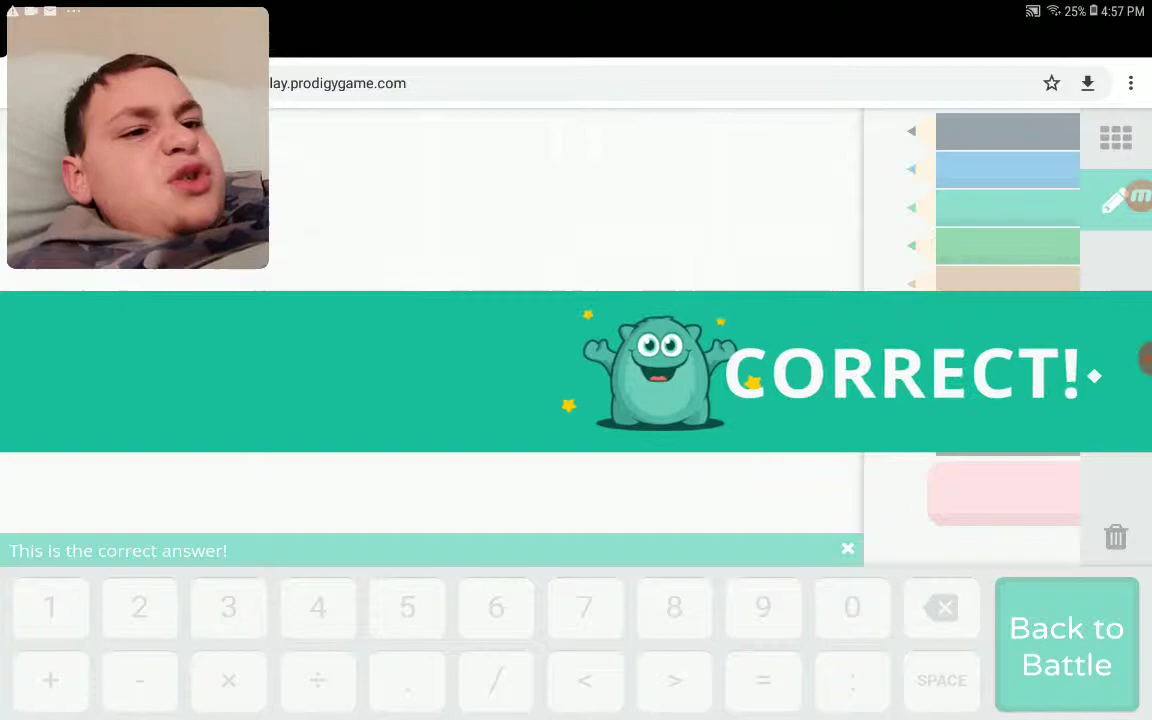 25% 4:57 PM
lay.prodigygame.com
CORRECT!
This is the correct answer!
1 2 3 4 5 6 7 8 9 0
+ - × ÷ . / < > = : SPACE
Back to
Battle